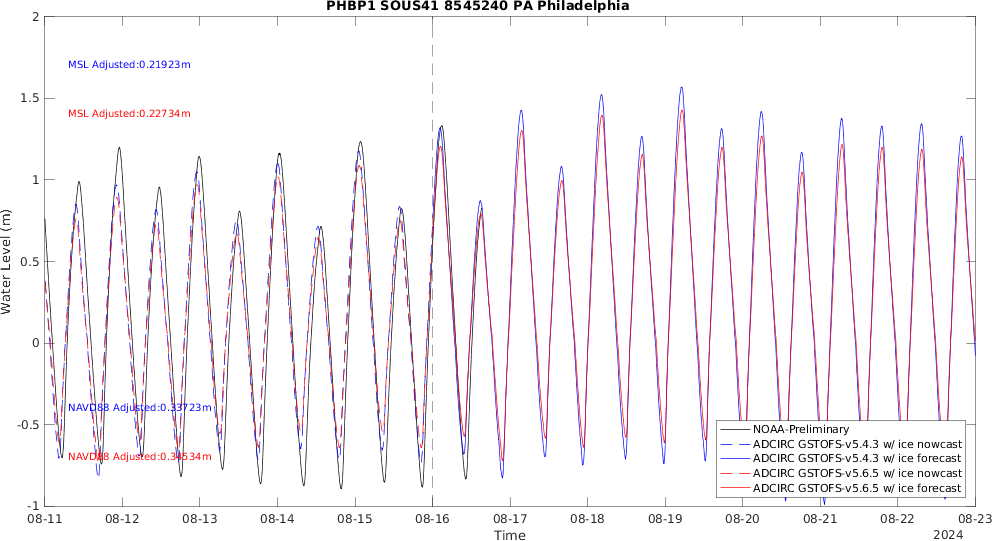 PHBP1 SOUS41 8545240 PA Philadelphia
2
1.5
1
0.5
0
-0.5
-1
Water Level (m)
MSL Adjusted:0.21923m
MSL Adjusted:0.22734m
NAVD88 Adjusted:0.33723m
NAVD88 Adjusted:0.34534m
NOAA-Preliminary
ADCIRC GSTOFS-v5.4.3 w/ ice nowcast
ADCIRC GSTOFS-v5.4.3 w/ ice forecast
ADCIRC GSTOFS-v5.6.5 w/ ice nowcast
ADCIRC GSTOFS-v5.6.5 w/ ice forecast
08-11 08-12 08-13 08-14 08-15 08-16 08-17 08-18 08-19 08-20 08-21 08-22 08-23
Time
2024